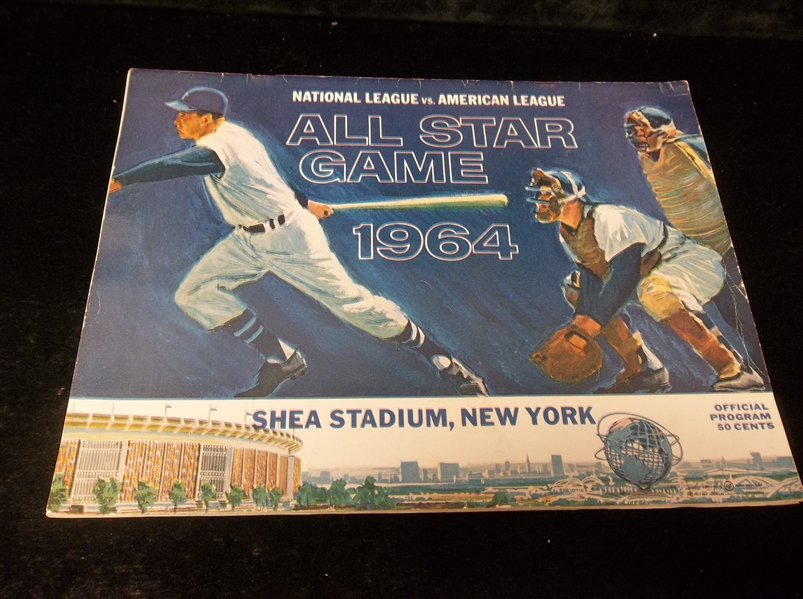 NATIONAL LEAGUE VS. AMERICAN LEAGUE
ALL STAR
GAME
1964
SHEA STADIUM, NEW YORK
OFFICIAL
PROGRAM
50 CENTS